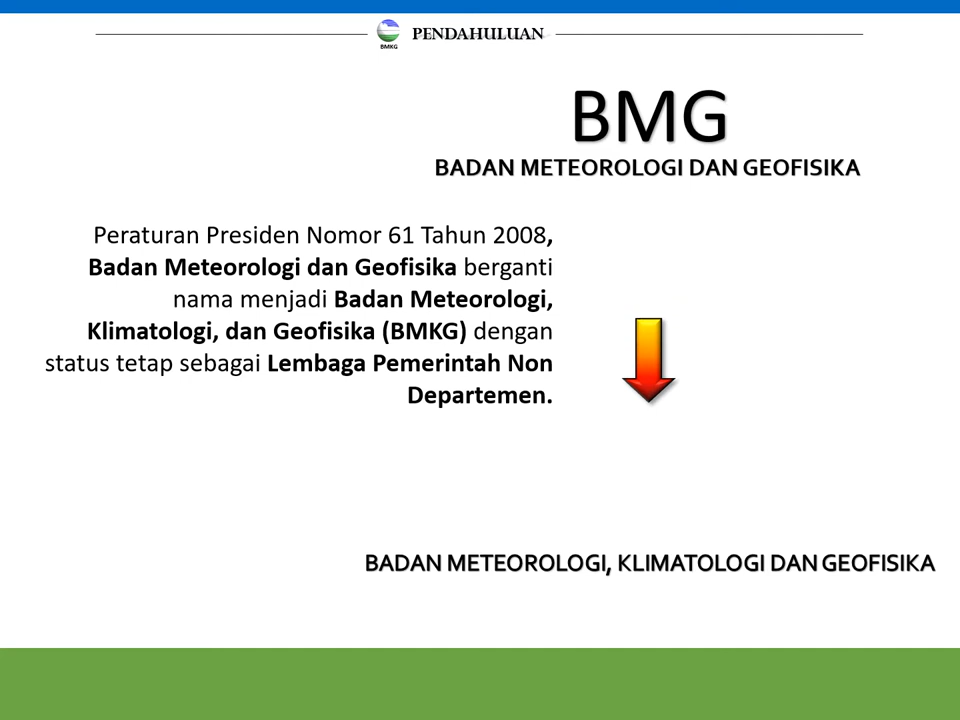 BMKG
PENDAHULUAN
BMG
BADAN METEOROLOGI DAN GEOFISIKA
Peraturan Presiden Nomor 61 Tahun 2008,
Badan Meteorologi dan Geofisika berganti
nama menjadi Badan Meteorologi,
Klimatologi, dan Geofisika (BMKG) dengan
status tetap sebagai Lembaga Pemerintah Non
Departemen.
BADAN METEOROLOGI, KLIMATOLOGI DAN GEOFISIKA